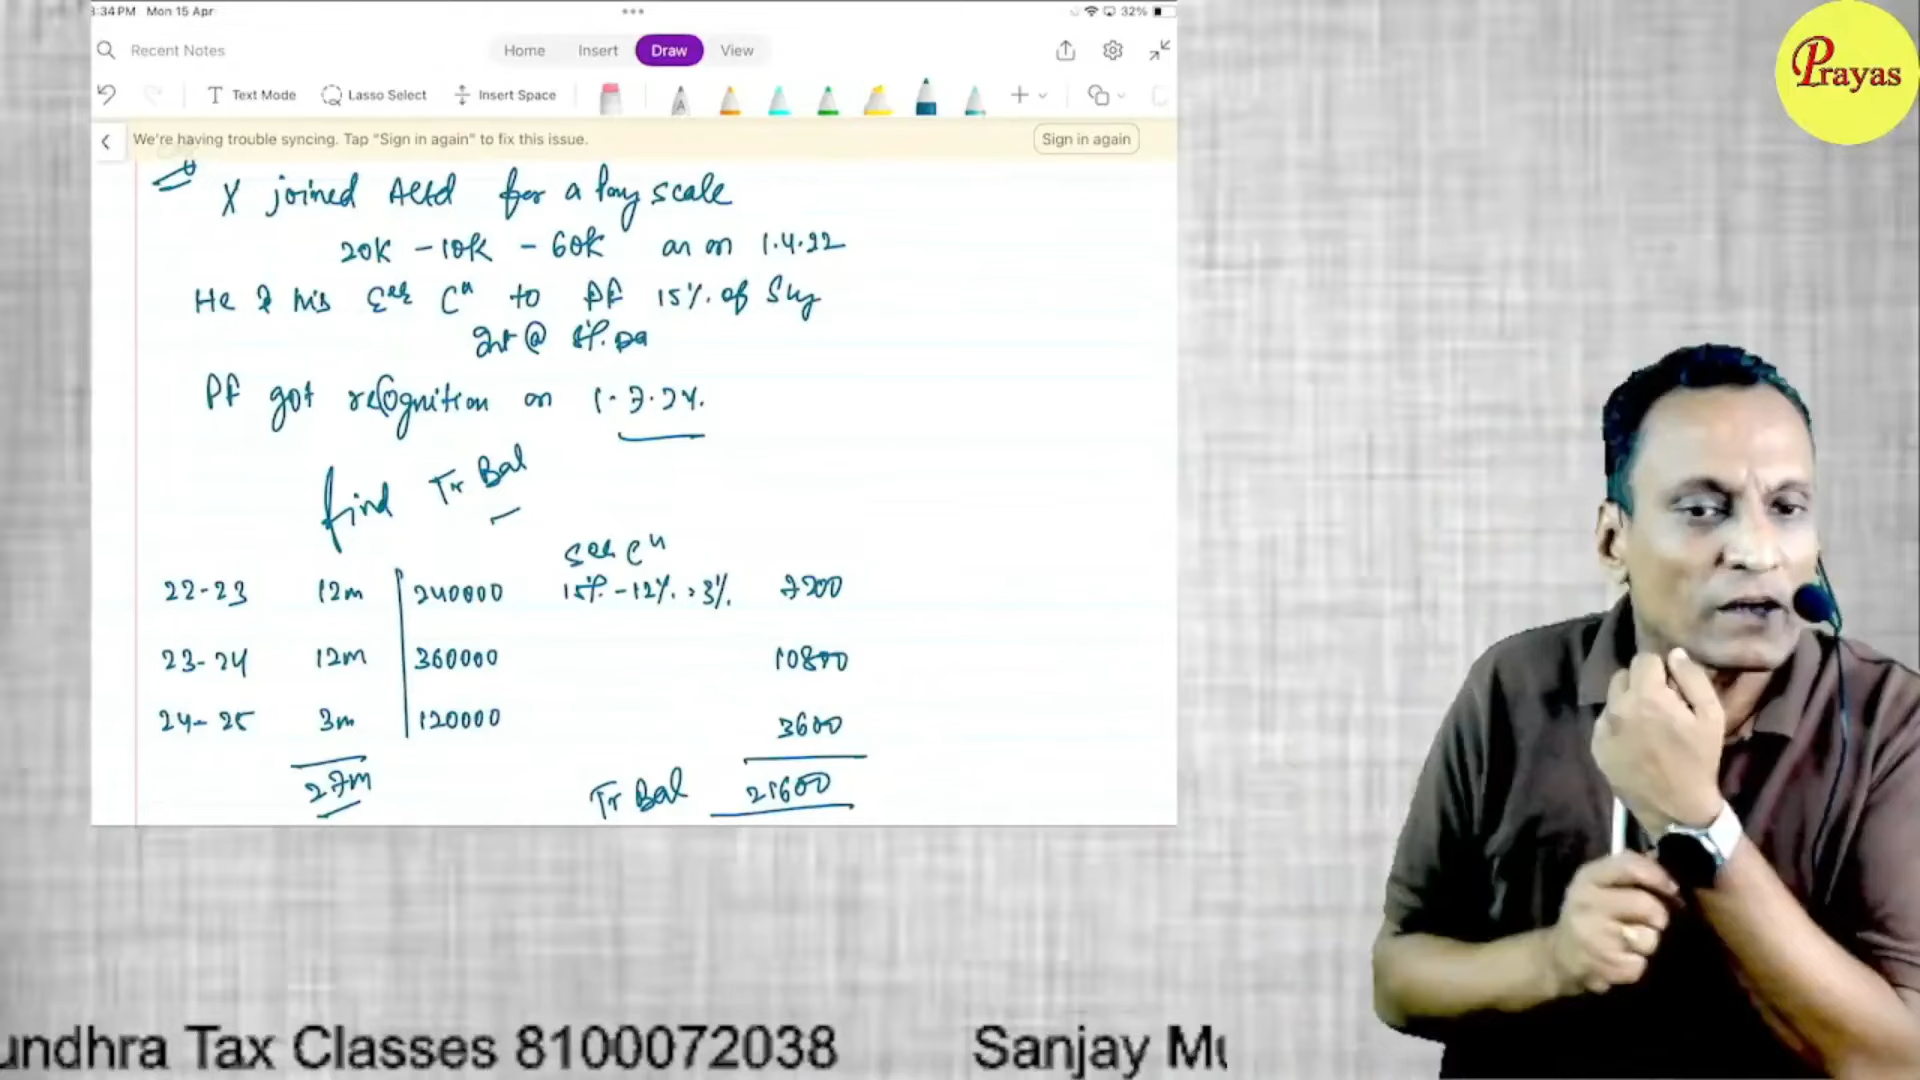 :34 PM Mon 15 Apr
32%
Recent Notes
Home Insert Draw View
Text Mode Lasso Select Insert Space
We're having trouble syncing. Tap "Sign in again" to fix this issue.
Sign in again
Prayas
X joined A Ltd for a pay scale
20K - 10K - 60K as on 1.4.22
He & his Eer Cn to PF 15% of Sly
Int @ 8% pa
PF got recognition on 1.7.24.
find Tr Bal
Eer Cn
22-23 12m 240000 15% - 12% = 3% 7200
23-24 12m 360000 10800
24-25 3m 120000 3600
27m Tr Bal 21600
undhra Tax Classes 8100072038 Sanjay Mu